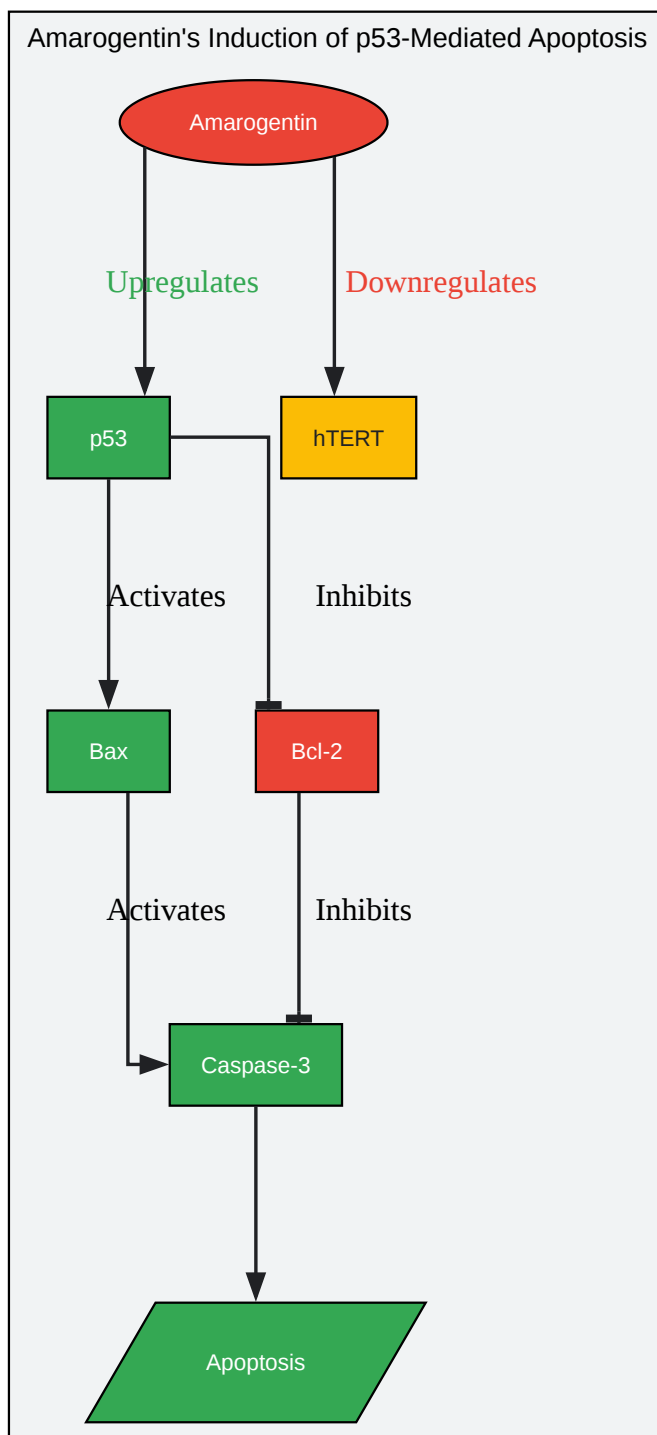 Amarogentin's Induction of p53-Mediated Apoptosis
Amarogentin
Upregulates
Downregulates
p53
hTERT
Activates
Inhibits
Bax
Bcl-2
Activates
Inhibits
Caspase-3
Apoptosis